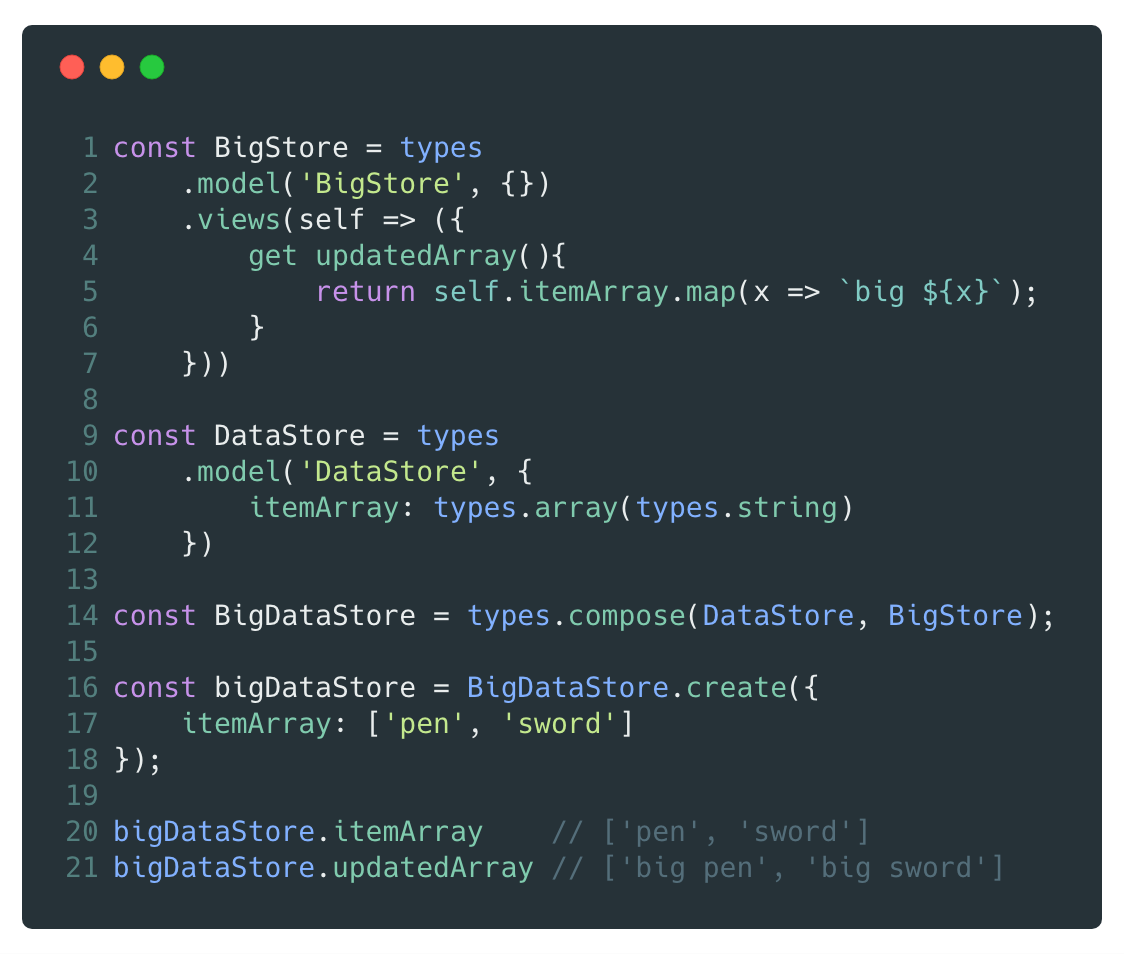 1 const BigStore = types
2     .model('BigStore', {})
3     .views(self => ({
4         get updatedArray(){
5             return self.itemArray.map(x => `big ${x}`);
6         }
7     }))
8
9 const DataStore = types
10     .model('DataStore', {
11         itemArray: types.array(types.string)
12     })
13
14 const BigDataStore = types.compose(DataStore, BigStore);
15
16 const bigDataStore = BigDataStore.create({
17     itemArray: ['pen', 'sword']
18 });
19
20 bigDataStore.itemArray    // ['pen', 'sword']
21 bigDataStore.updatedArray // ['big pen', 'big sword']